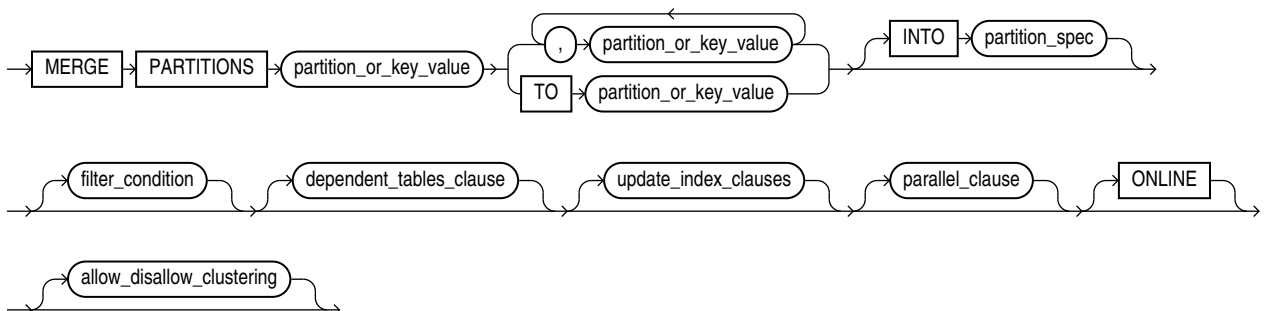 MERGE PARTITIONS partition_or_key_value , partition_or_key_value INTO partition_spec
TO partition_or_key_value
filter_condition dependent_tables_clause update_index_clauses parallel_clause ONLINE
allow_disallow_clustering